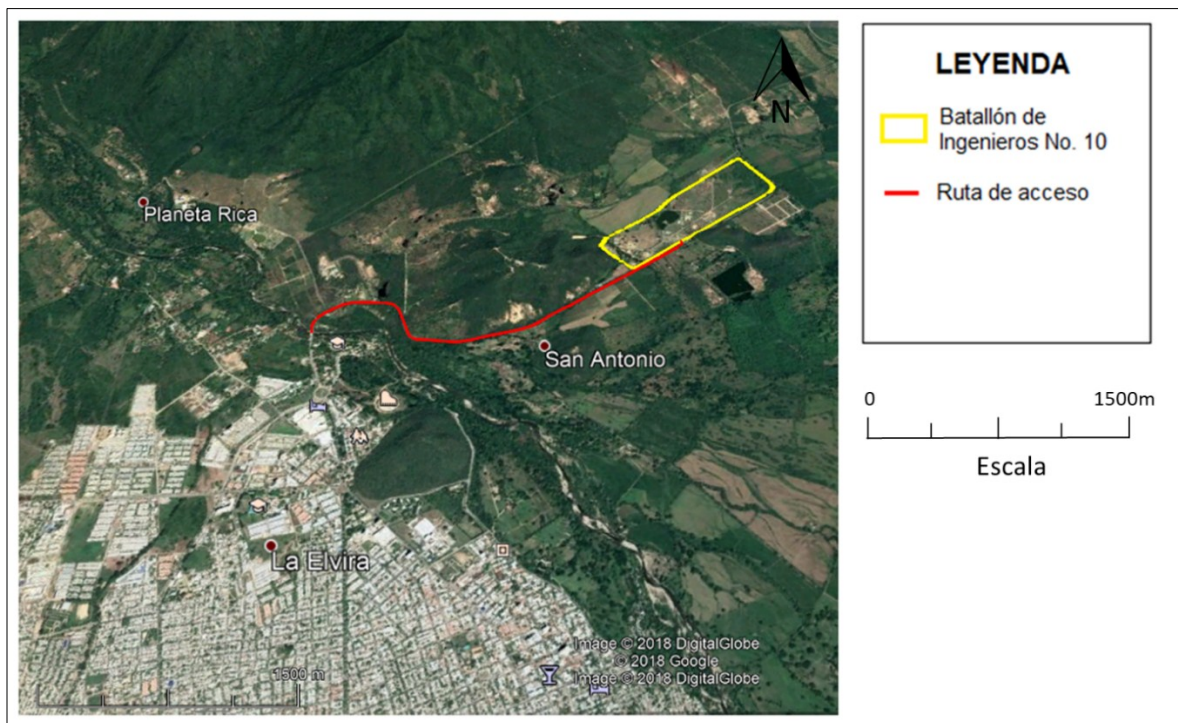 N
Planeta Rica
San Antonio
La Elvira
Image © 2018 DigitalGlobe
© 2018 Google
Image © 2018 DigitalGlobe
1500 m
LEYENDA
Batallón de
Ingenieros No. 10
Ruta de acceso
0 1500m
Escala